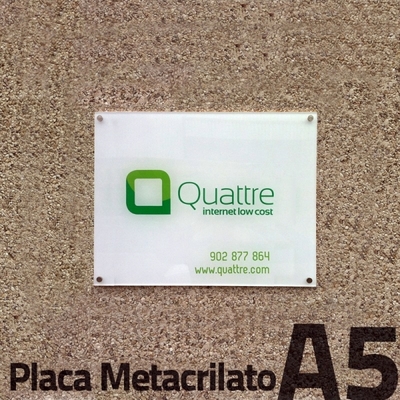 Quattre
internet low cost
902 877 864
www.quattre.com
Placa Metacrilato A5